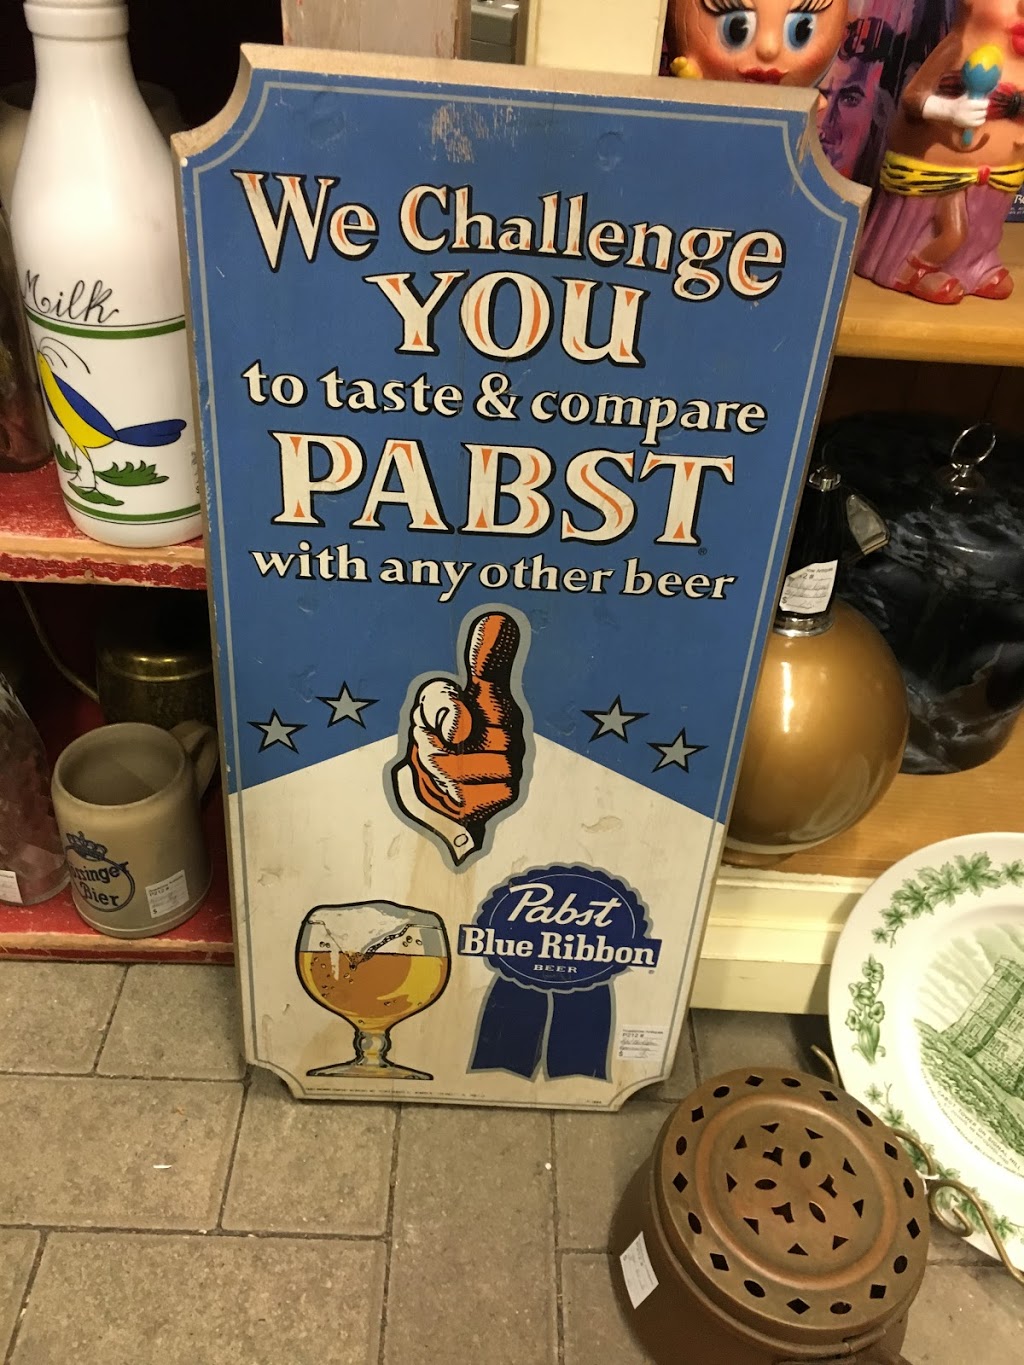 We Challenge
YOU
to taste & compare
PABST
with any other beer
Pabst
Blue Ribbon
BEER
Milk
Bier